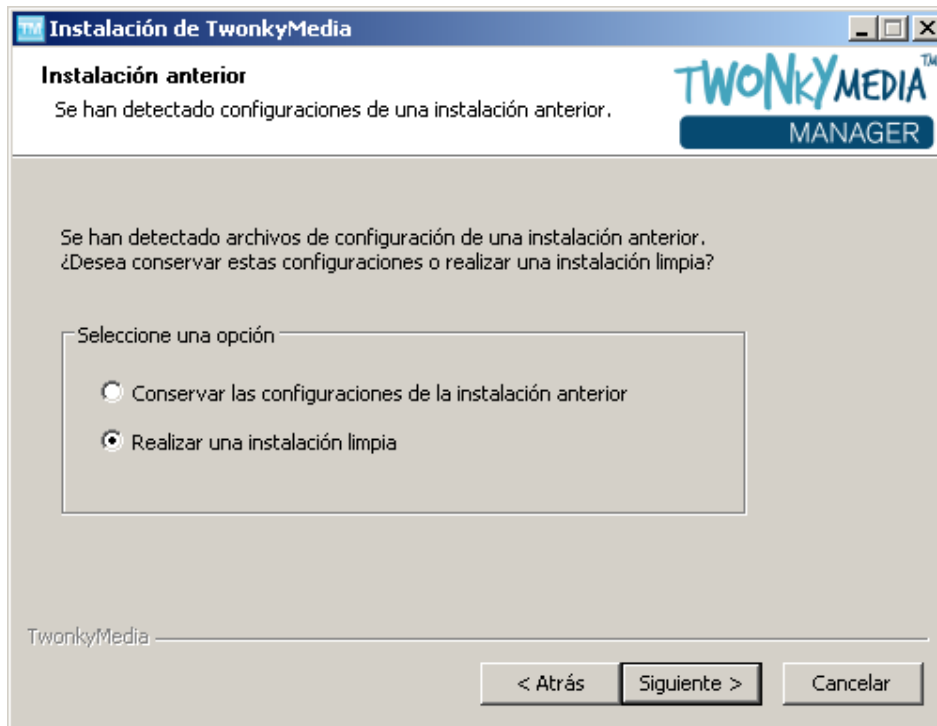 TM Instalación de TwonkyMedia
Instalación anterior
Se han detectado configuraciones de una instalación anterior.
TWONKYMEDIA™
MANAGER
Se han detectado archivos de configuración de una instalación anterior.
¿Desea conservar estas configuraciones o realizar una instalación limpia?
Seleccione una opción
Conservar las configuraciones de la instalación anterior
Realizar una instalación limpia
TwonkyMedia
< Atrás
Siguiente >
Cancelar